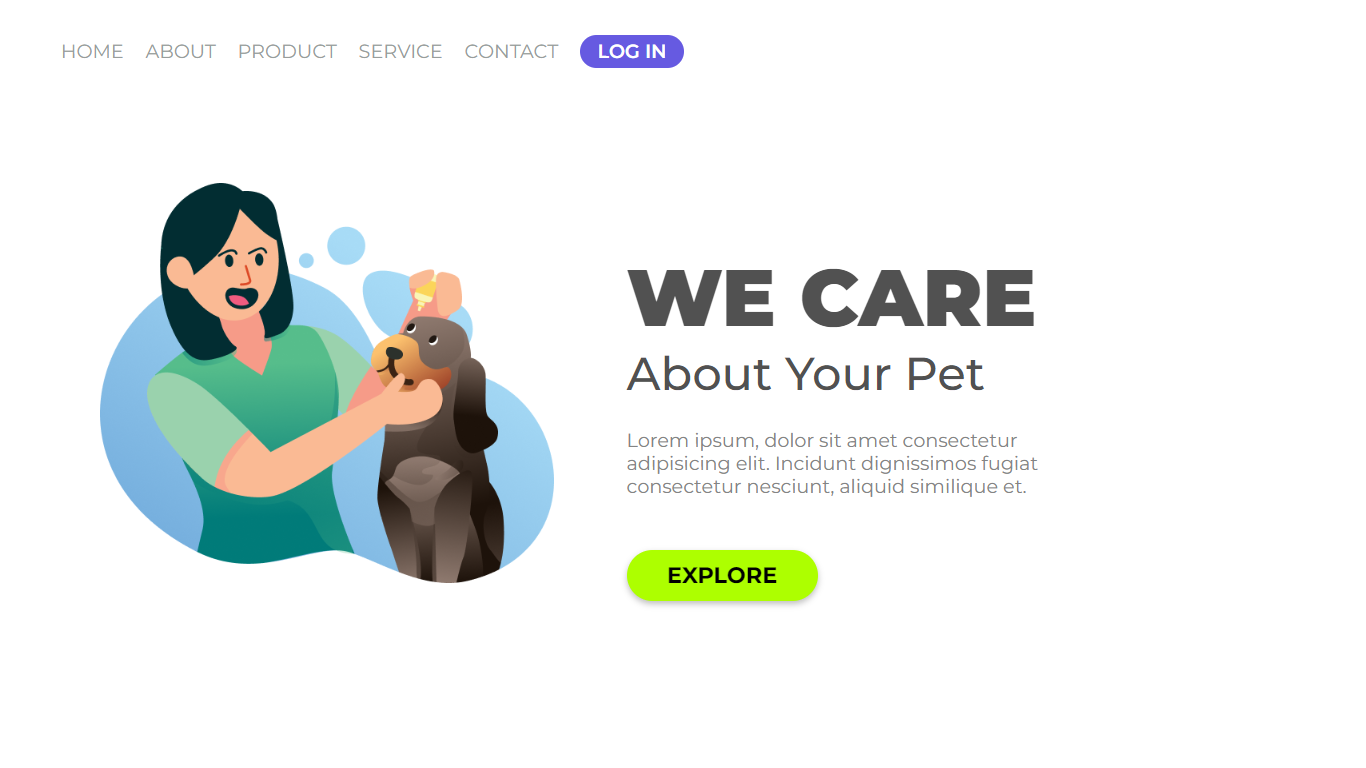 HOME ABOUT PRODUCT SERVICE CONTACT LOG IN
WE CARE
About Your Pet
Lorem ipsum, dolor sit amet consectetur
adipisicing elit. Incidunt dignissimos fugiat
consectetur nesciunt, aliquid similique et.
EXPLORE